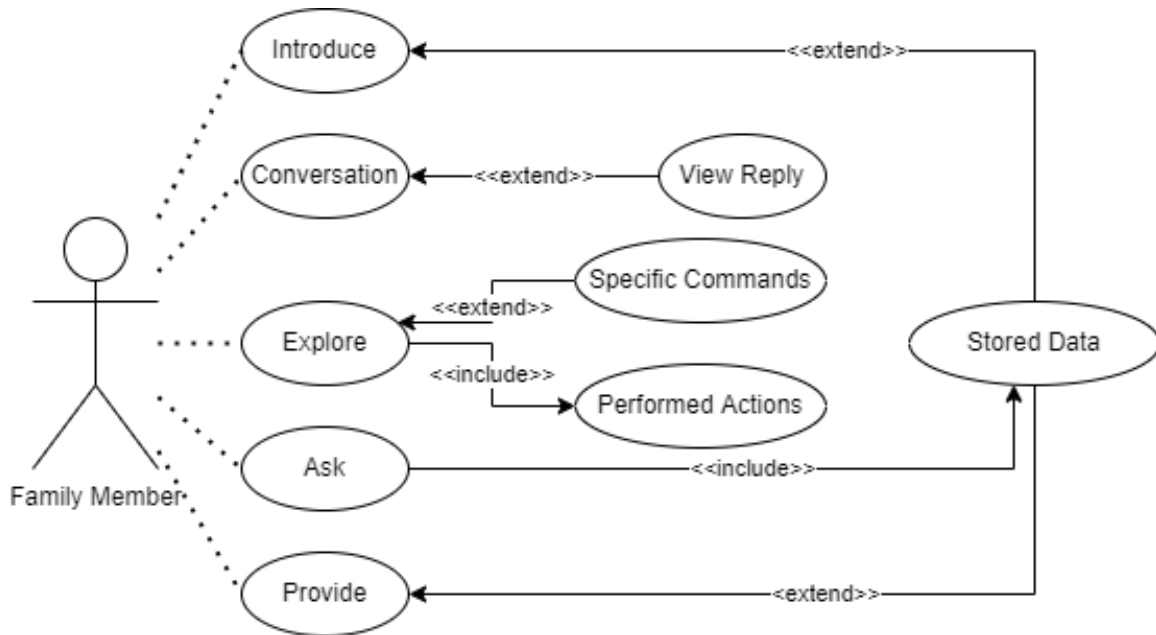 Introduce
<<extend>>
Conversation
<<extend>>
View Reply
Specific Commands
<<extend>>
Explore
Stored Data
<<include>>
Performed Actions
Ask
<<include>>
Family Member
Provide
<extend>>